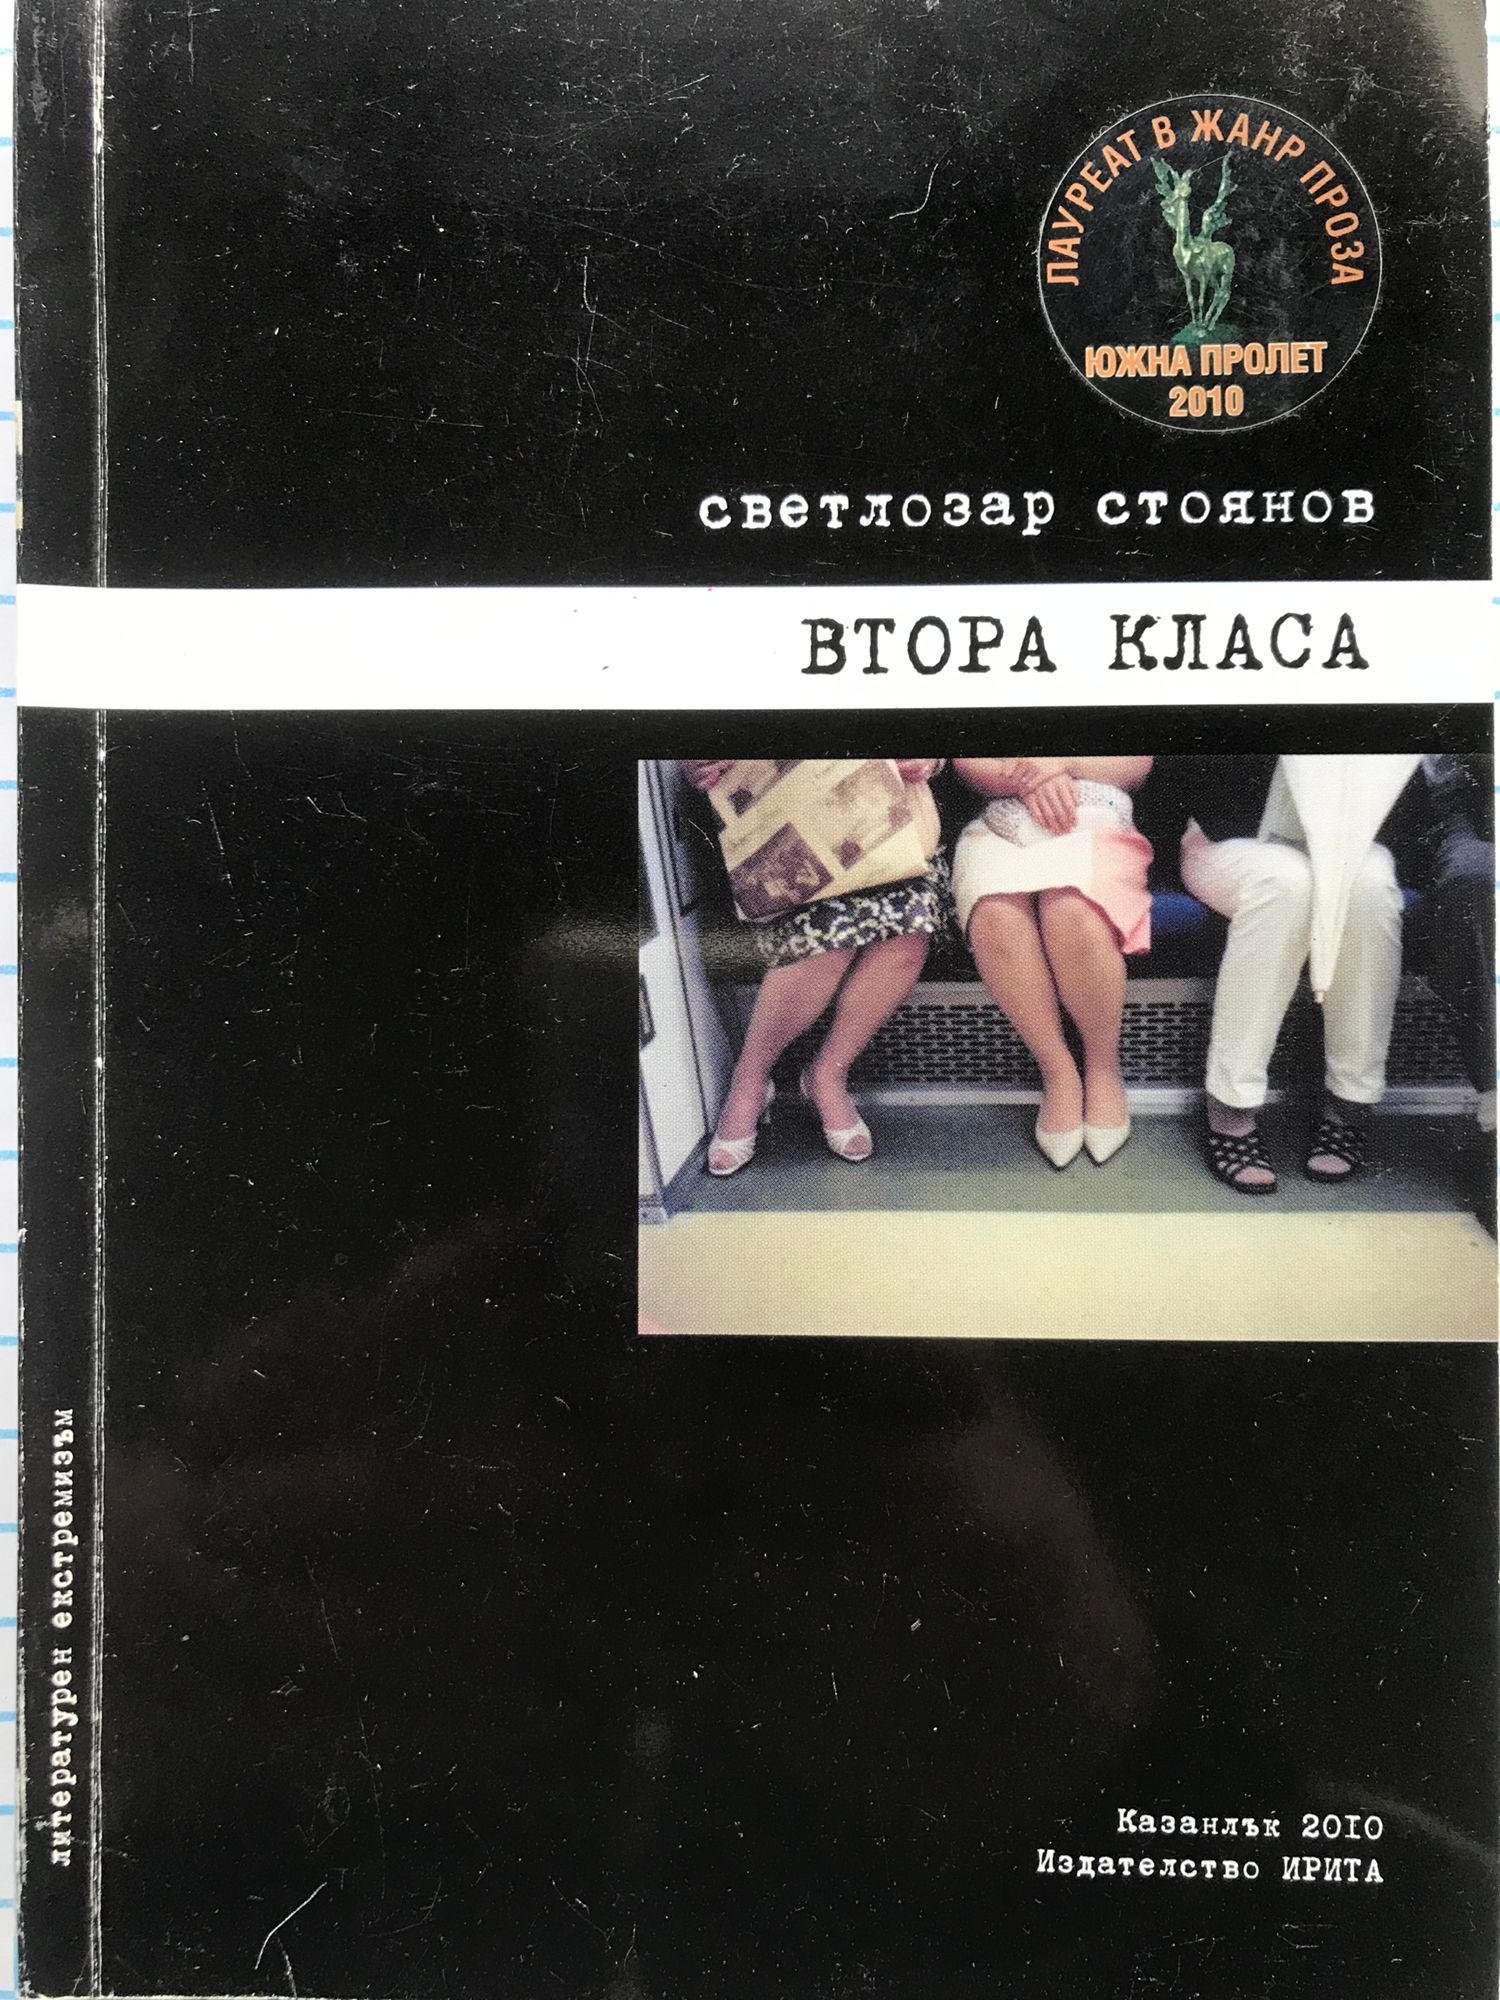 ЛАУРЕАТ В ЖАНР ПРОЗА
ЮЖНА ПРОЛЕТ
2010
светлозар стоянов
ВТОРА КЛАСА
литературен екстремизъм
Казанлък 2010
Издателство ИРИТА